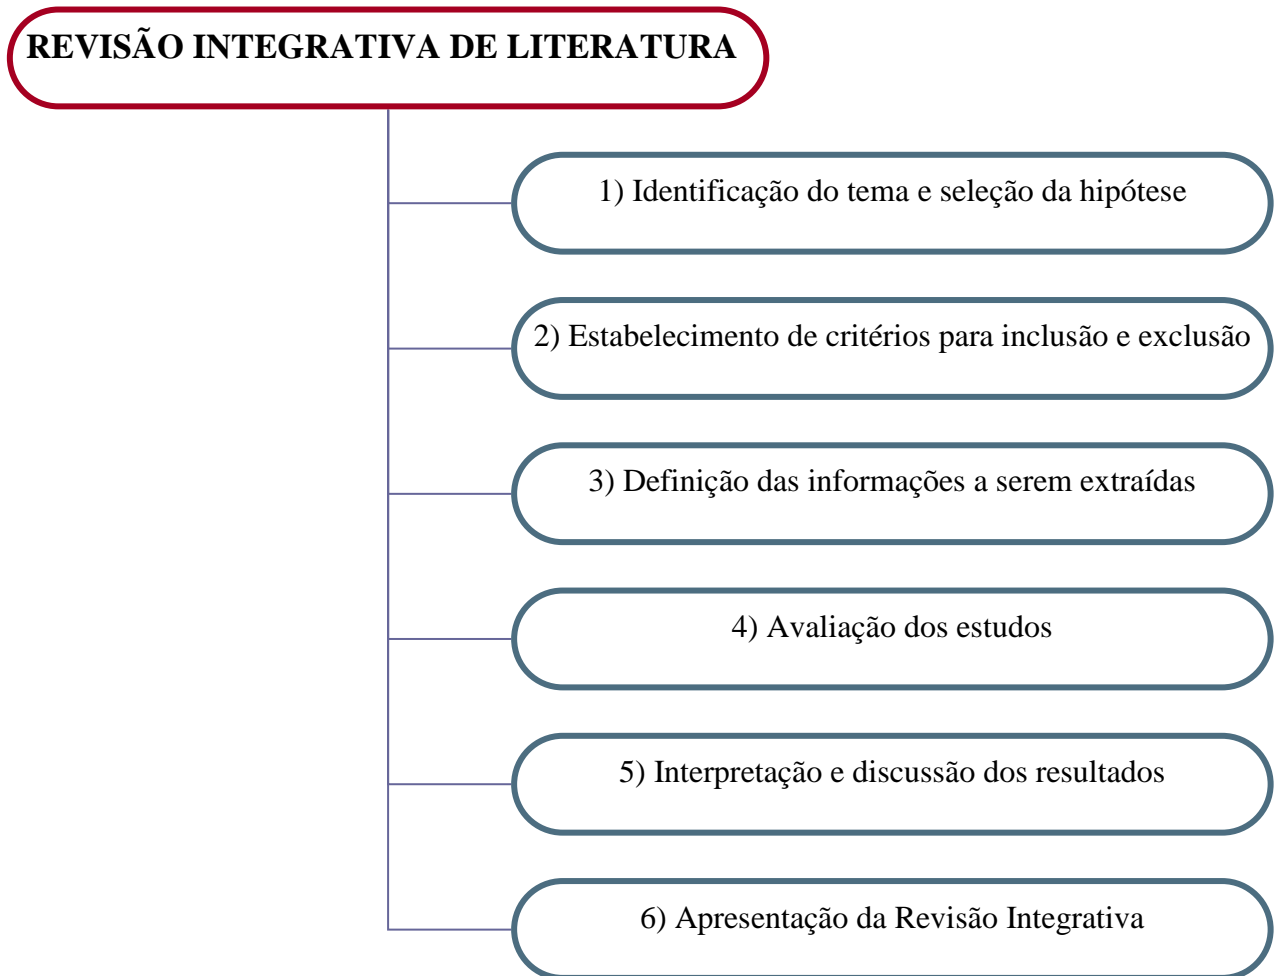 REVISÃO INTEGRATIVA DE LITERATURA
1) Identificação do tema e seleção da hipótese
2) Estabelecimento de critérios para inclusão e exclusão
3) Definição das informações a serem extraídas
4) Avaliação dos estudos
5) Interpretação e discussão dos resultados
6) Apresentação da Revisão Integrativa